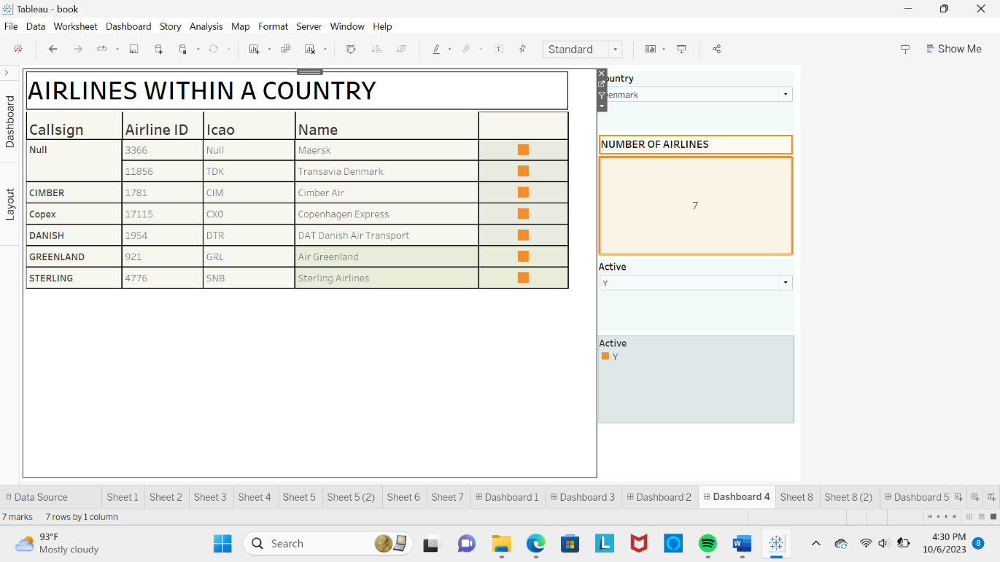 Tableau - book
File Data Worksheet Dashboard Story Analysis Map Format Server Window Help
Standard
Show Me
Dashboard
Layout
AIRLINES WITHIN A COUNTRY
Callsign Airline ID Icao Name
Null 3366 Null Maersk
11856 TDK Transavia Denmark
CIMBER 1781 CIM Cimber Air
Copex 17115 CX0 Copenhagen Express
DANISH 1954 DTR DAT Danish Air Transport
GREENLAND 921 GRL Air Greenland
STERLING 4776 SNB Sterling Airlines
ountry
enmark
NUMBER OF AIRLINES
7
Active
Y
Active
Y
Data Source Sheet 1 Sheet 2 Sheet 3 Sheet 4 Sheet 5 Sheet 5 (2) Sheet 6 Sheet 7 Dashboard 1 Dashboard 3 Dashboard 2 Dashboard 4 Sheet 8 Sheet 8 (2) Dashboard 5
7 marks 7 rows by 1 column
93°F
Mostly cloudy
Search
4:30 PM
10/6/2023
8